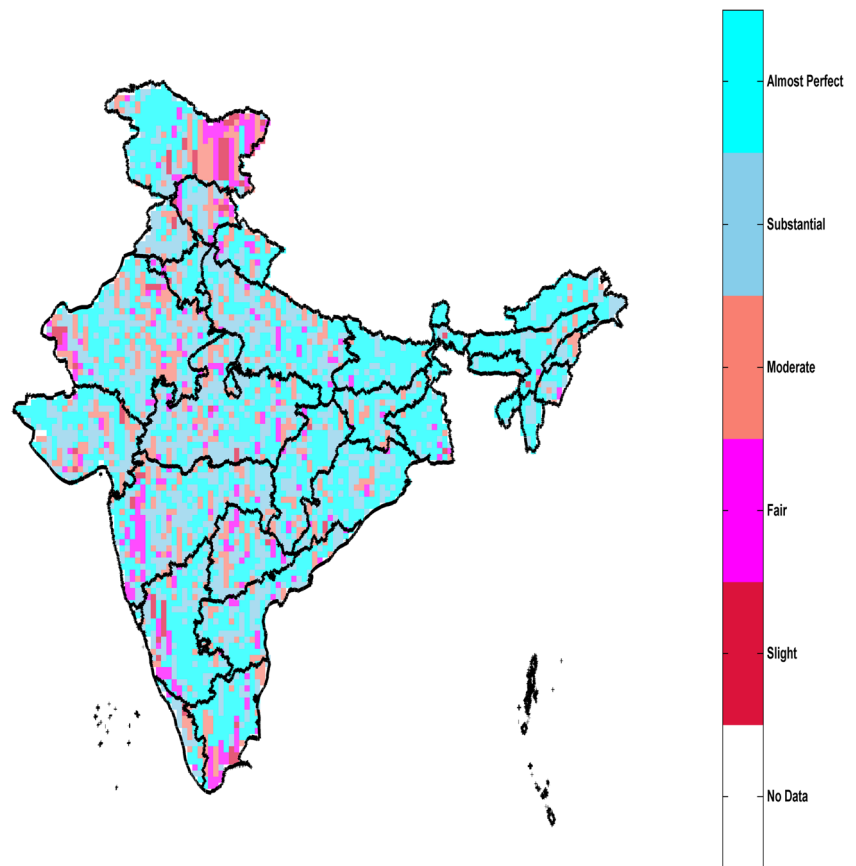 Almost Perfect
Substantial
Moderate
Fair
Slight
No Data